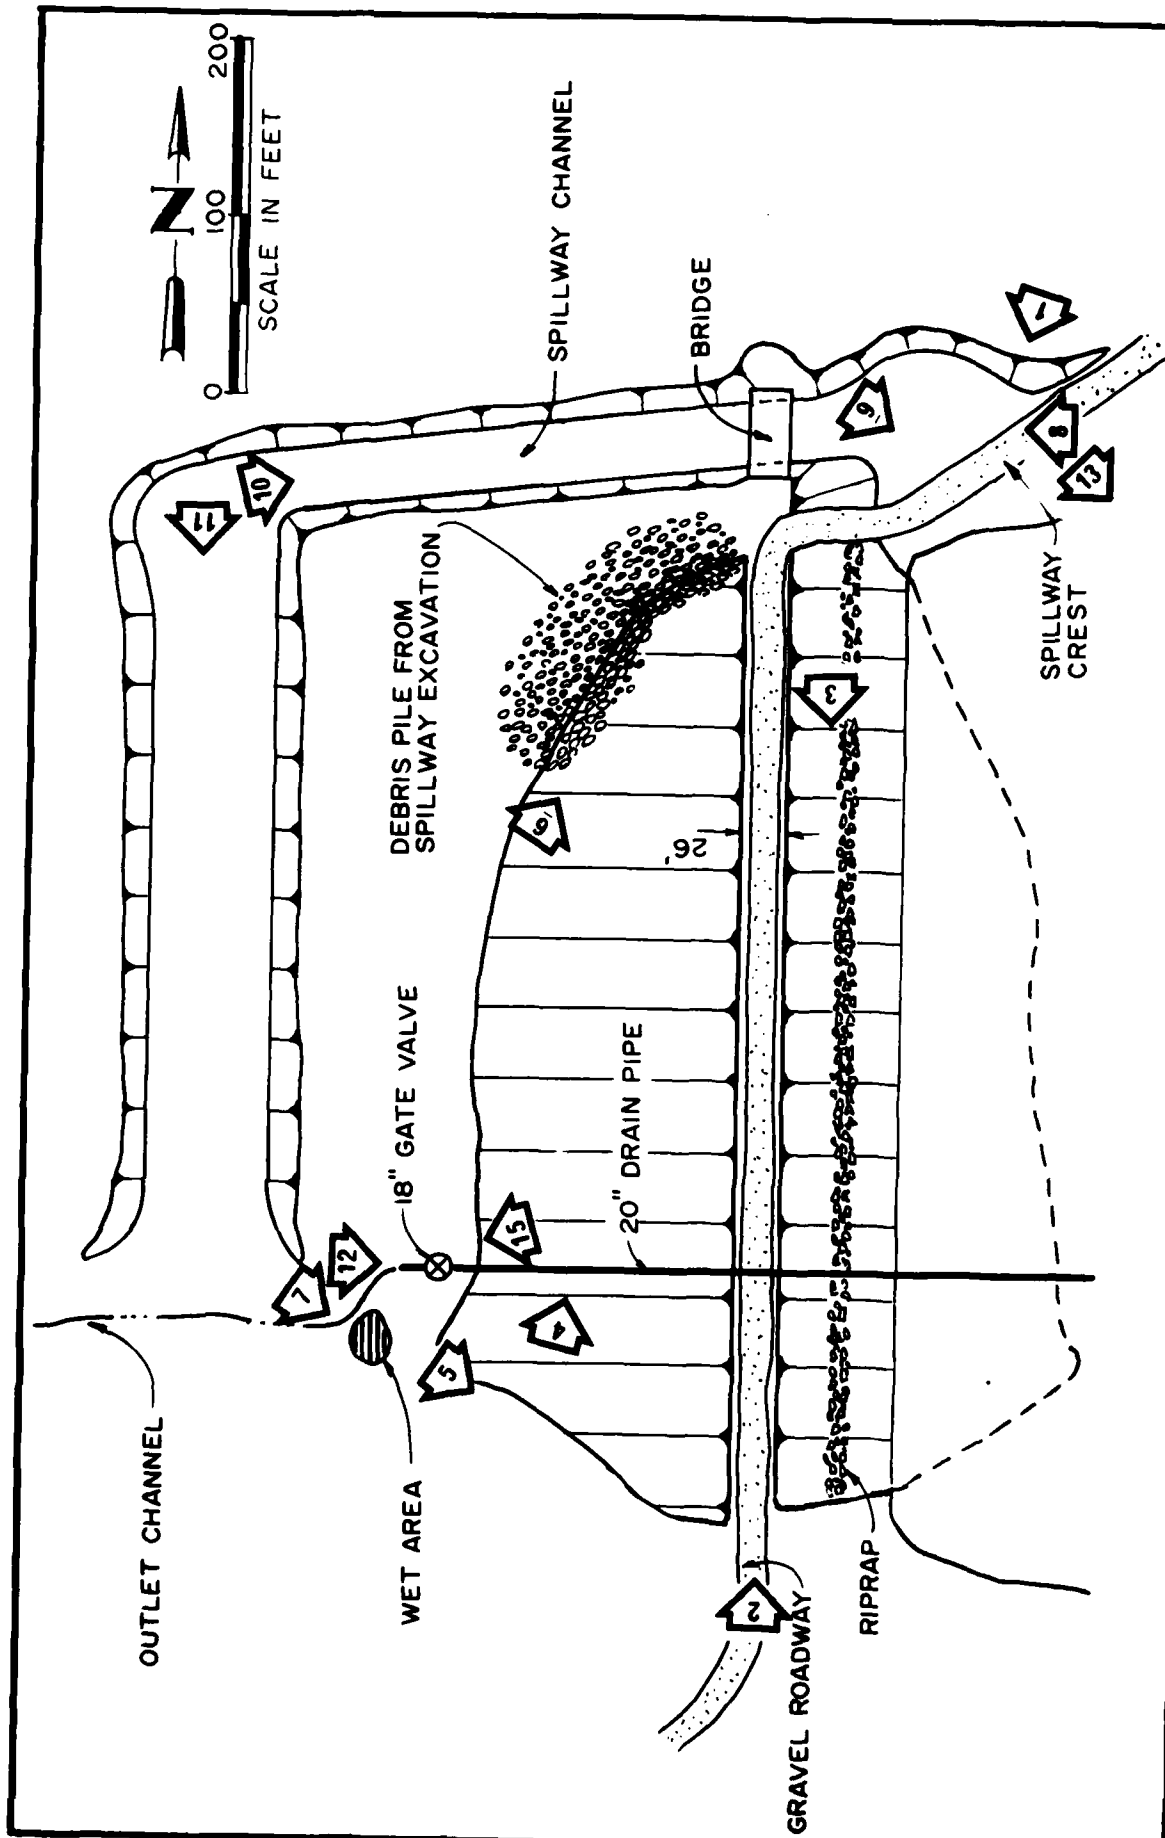 N
0
100
200
SCALE IN FEET
SPILLWAY CHANNEL
BRIDGE
DEBRIS PILE FROM
SPILLWAY EXCAVATION
SPILLWAY
CREST
18" GATE VALVE
20" DRAIN PIPE
26'
OUTLET CHANNEL
WET AREA
GRAVEL ROADWAY
RIPRAP
1
2
3
4
5
6
7
8
9
10
11
12
13
15